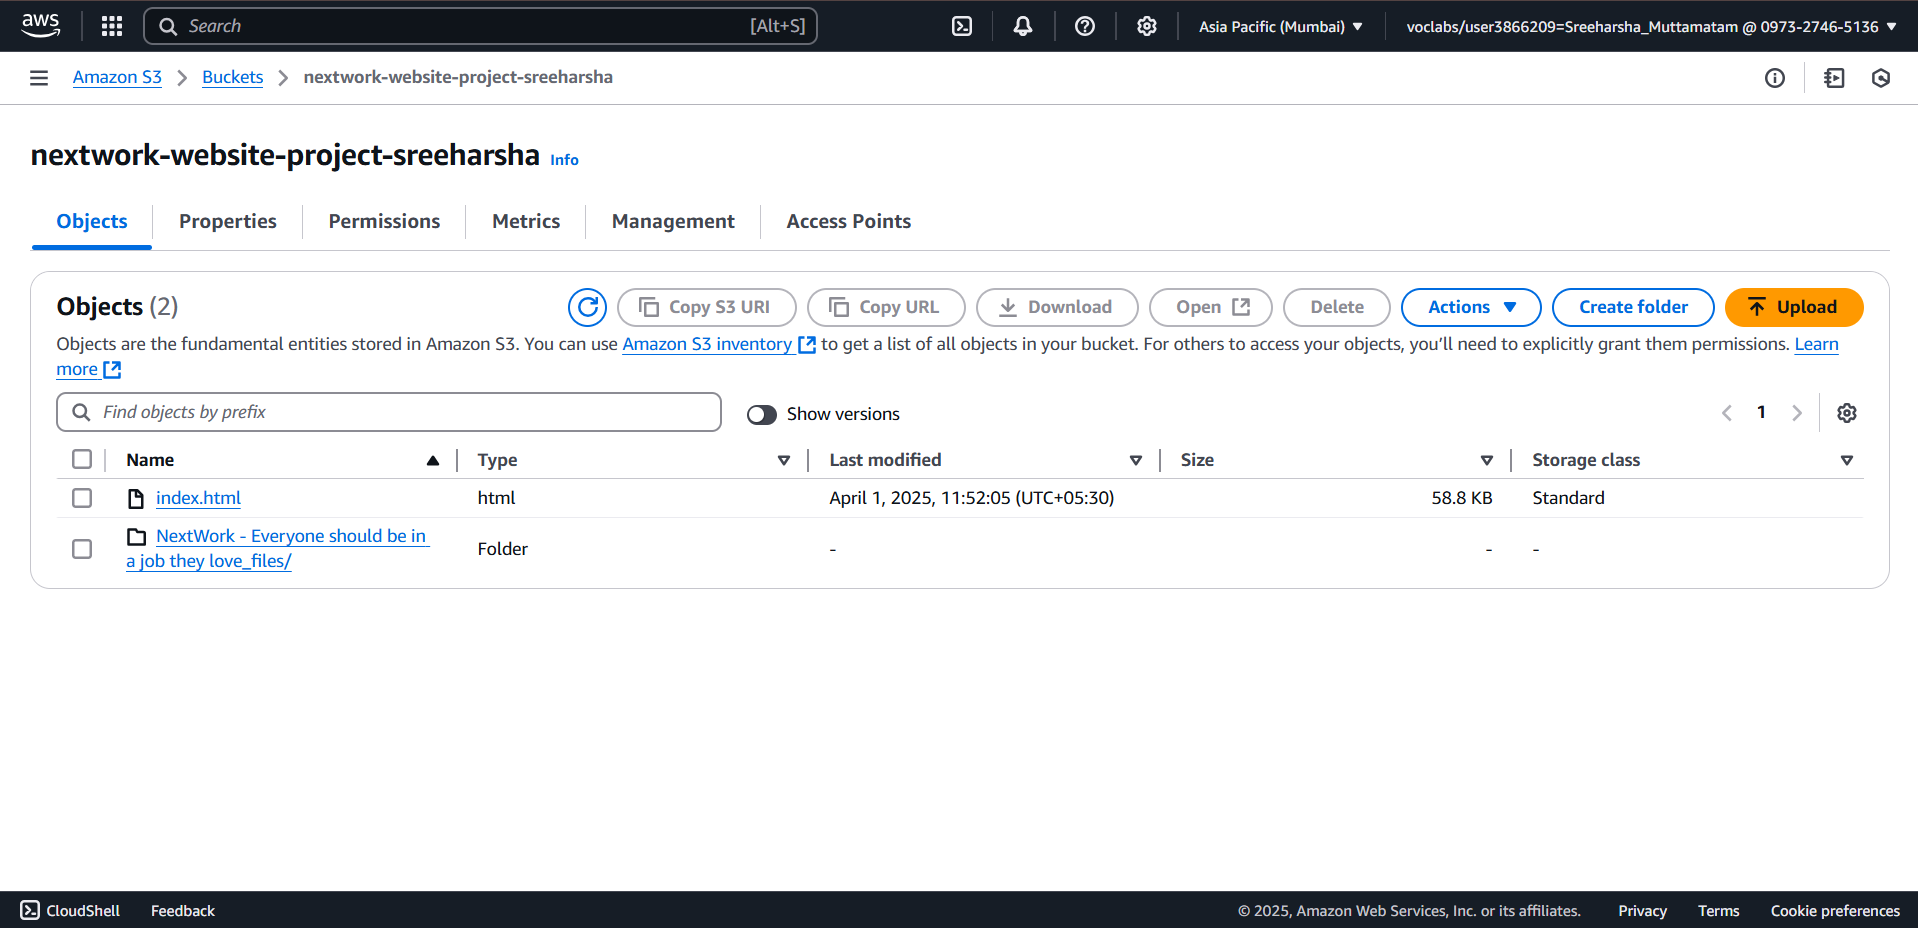 aws
Search [Alt+S]
Asia Pacific (Mumbai)
voclabs/user3866209=Sreeharsha_Muttamatam @ 0973-2746-5136
Amazon S3 Buckets nextwork-website-project-sreeharsha
nextwork-website-project-sreeharsha Info
Objects Properties Permissions Metrics Management Access Points
Objects (2)
Copy S3 URI Copy URL Download Open Delete Actions Create folder Upload
Objects are the fundamental entities stored in Amazon S3. You can use Amazon S3 inventory to get a list of all objects in your bucket. For others to access your objects, you’ll need to explicitly grant them permissions. Learn
more
Find objects by prefix
Show versions
1
Name Type Last modified Size Storage class
index.html html April 1, 2025, 11:52:05 (UTC+05:30) 58.8 KB Standard
NextWork - Everyone should be in
a job they love_files/
Folder - - -
CloudShell Feedback © 2025, Amazon Web Services, Inc. or its affiliates. Privacy Terms Cookie preferences